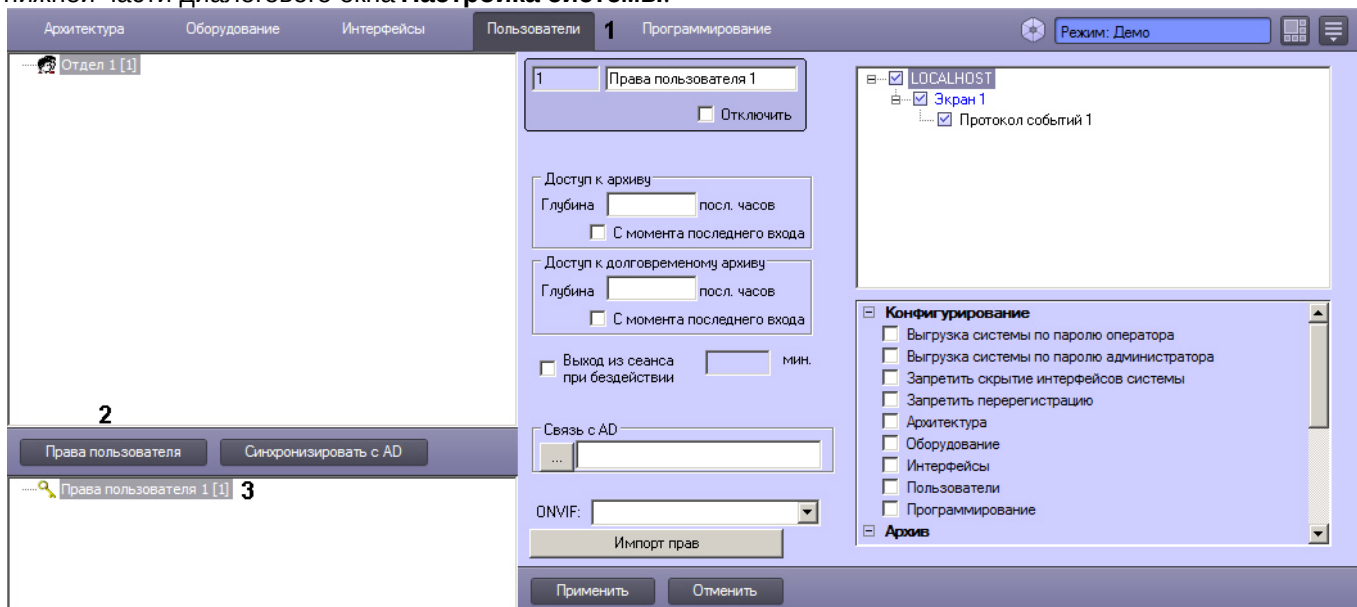 нижней части диалогового окна Настройка системы.
Архитектура Оборудование Интерфейсы Пользователи 1 Программирование Режим: Демо
Отдел 1 [1]
1 Права пользователя 1
Отключить
LOCALHOST
Экран 1
Протокол событий 1
Доступ к архиву
Глубина посл. часов
С момента последнего входа
Доступ к долговременому архиву
Глубина посл. часов
С момента последнего входа
Выход из сеанса мин.
при бездействии
Конфигурирование
Выгрузка системы по паролю оператора
Выгрузка системы по паролю администратора
Запретить скрытие интерфейсов системы
Запретить перерегистрацию
Архитектура
Оборудование
Интерфейсы
Пользователи
Программирование
Архив
2
Права пользователя Синхронизировать с AD
Связь с AD
...
Права пользователя 1 [1] 3
ONVIF:
Импорт прав
Применить Отменить